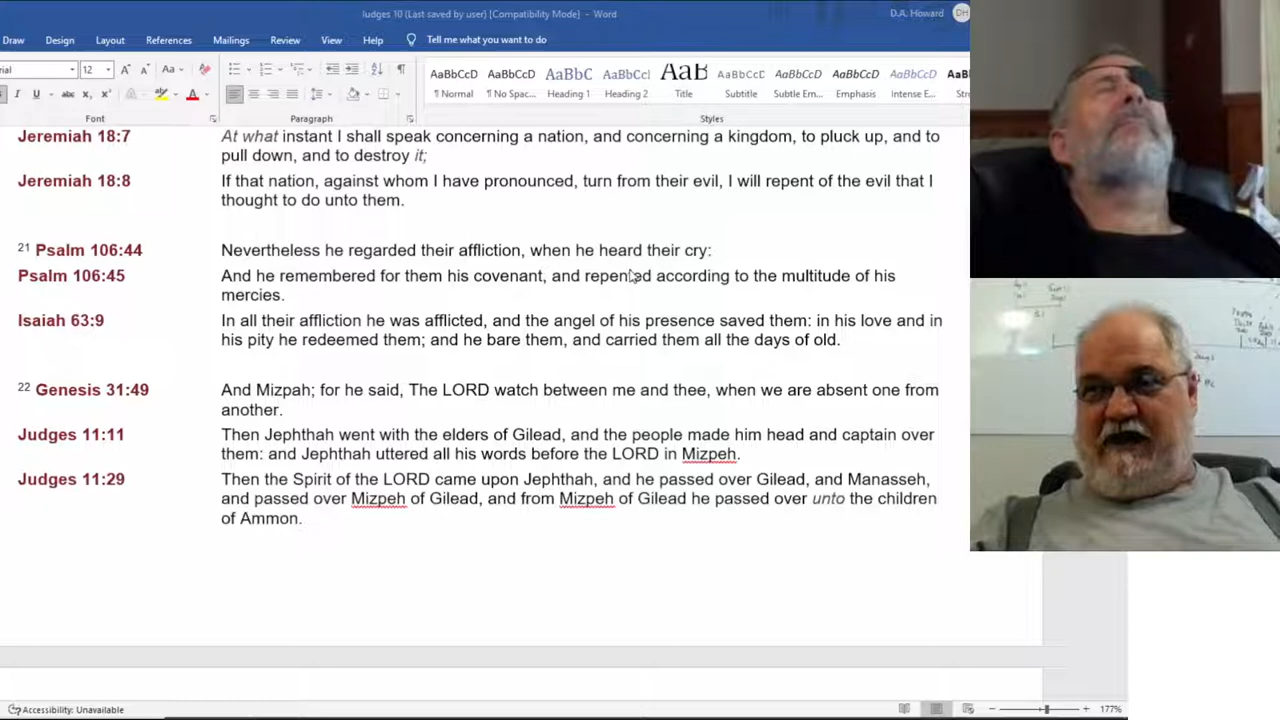 Judges 10 (Last saved by user) [Compatibility Mode] - Word
D.A. Howard
DH
Draw Design Layout References Mailings Review View Help Tell me what you want to do
12
AaBbCcD AaBbCcD AaBbC AaBbCcI AaB AaBbCcD AaBbCcD AaBbCcD AaBbCcD
¶ Normal ¶ No Spac... Heading 1 Heading 2 Title Subtitle Subtle Em... Emphasis Intense E...
Font Paragraph Styles
Jeremiah 18:7 At what instant I shall speak concerning a nation, and concerning a kingdom, to pluck up, and to
pull down, and to destroy it;
Jeremiah 18:8 If that nation, against whom I have pronounced, turn from their evil, I will repent of the evil that I
thought to do unto them.
21 Psalm 106:44 Nevertheless he regarded their affliction, when he heard their cry:
Psalm 106:45 And he remembered for them his covenant, and repented according to the multitude of his
mercies.
Isaiah 63:9 In all their affliction he was afflicted, and the angel of his presence saved them: in his love and in
his pity he redeemed them; and he bare them, and carried them all the days of old.
22 Genesis 31:49 And Mizpah; for he said, The LORD watch between me and thee, when we are absent one from
another.
Judges 11:11 Then Jephthah went with the elders of Gilead, and the people made him head and captain over
them: and Jephthah uttered all his words before the LORD in Mizpeh.
Judges 11:29 Then the Spirit of the LORD came upon Jephthah, and he passed over Gilead, and Manasseh,
and passed over Mizpeh of Gilead, and from Mizpeh of Gilead he passed over unto the children
of Ammon.
Accessibility: Unavailable
177%